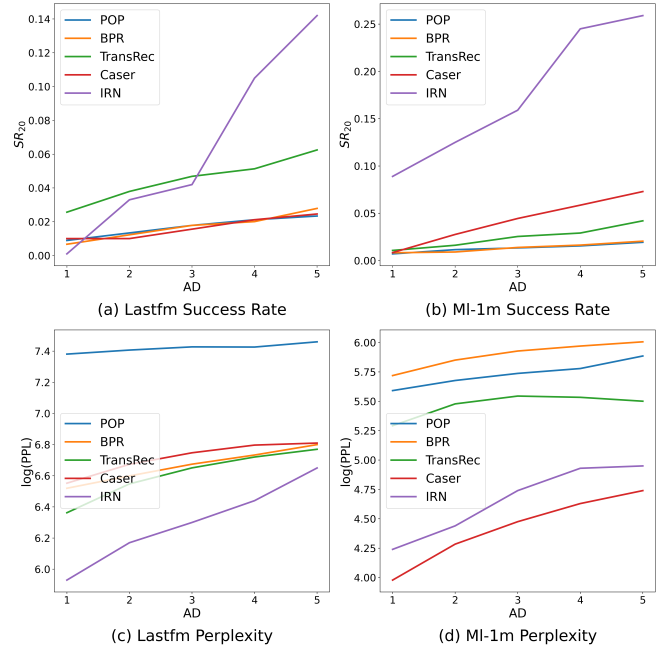 0.14
0.12
0.10
0.08
0.06
0.04
0.02
0.00
SR20
POP
BPR
TransRec
Caser
IRN
1 2 3 4 5
AD
(a) Lastfm Success Rate
0.25
0.20
0.15
0.10
0.05
0.00
SR20
POP
BPR
TransRec
Caser
IRN
1 2 3 4 5
AD
(b) Ml-1m Success Rate
7.4
7.2
7.0
6.8
6.6
6.4
6.2
6.0
log(PPL)
POP
BPR
TransRec
Caser
IRN
1 2 3 4 5
AD
(c) Lastfm Perplexity
6.00
5.75
5.50
5.25
5.00
4.75
4.50
4.25
4.00
log(PPL)
POP
BPR
TransRec
Caser
IRN
1 2 3 4 5
AD
(d) Ml-1m Perplexity